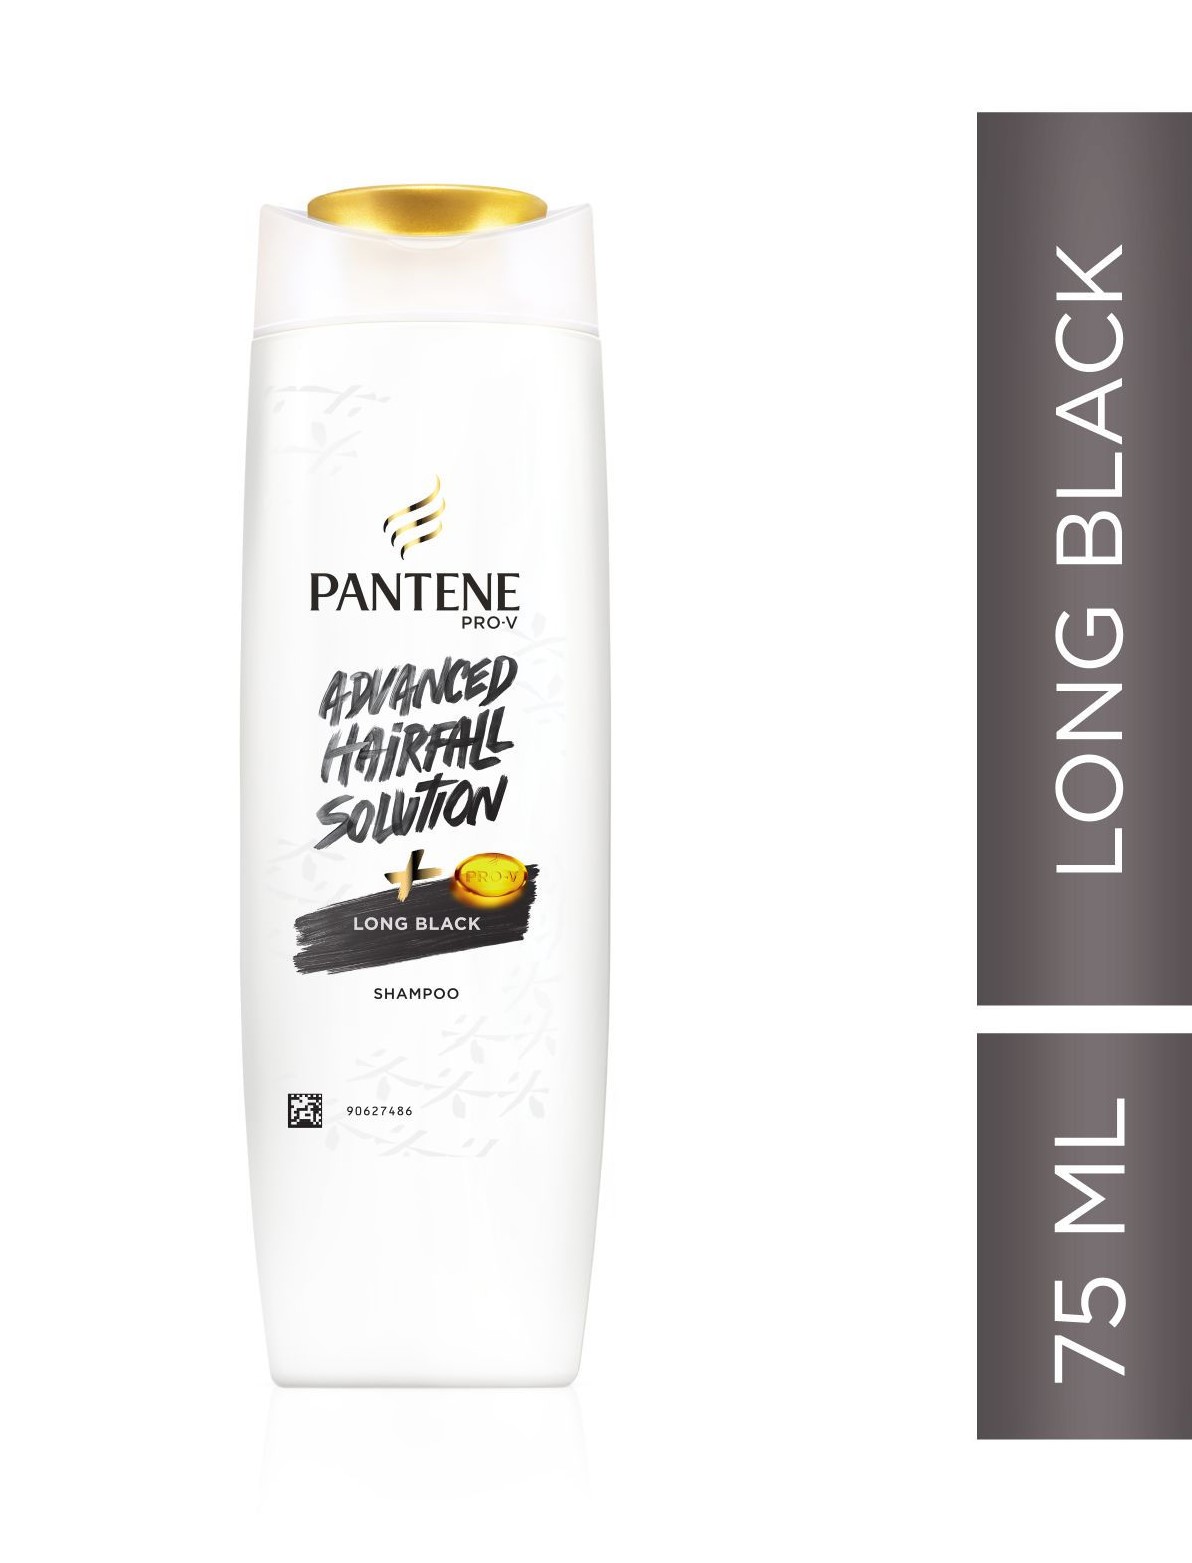 PANTENE
PRO-V
ADVANCED
HAiRFALL
SOLUTION
+ PRO-V
LONG BLACK
SHAMPOO
90627486
LONG BLACK
75 ML